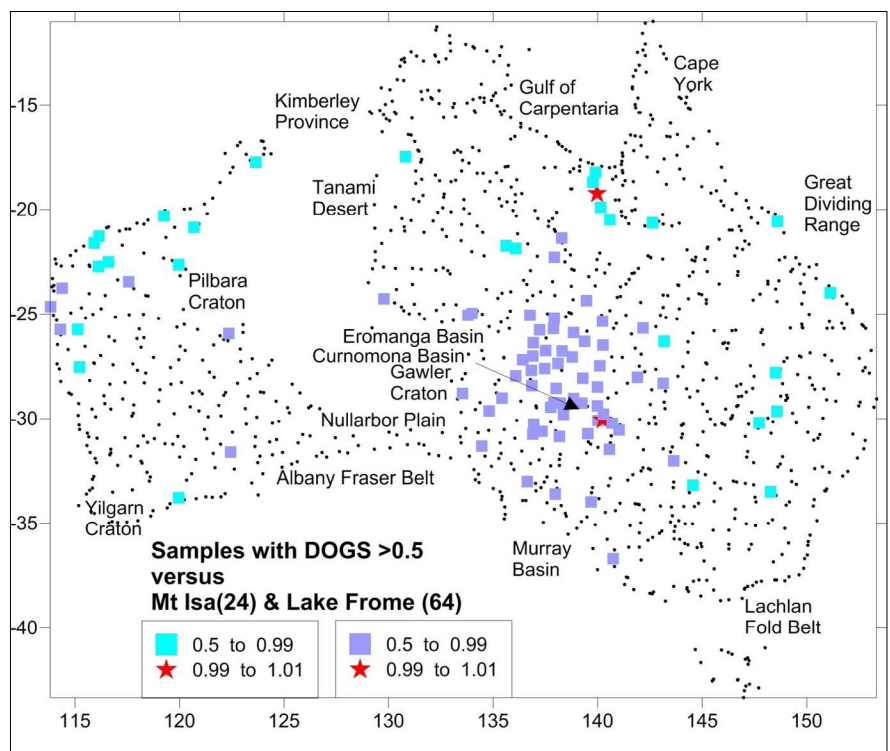 Cape
York
Gulf of
Carpentaria
-15
Kimberley
Province
Tanami
Desert
Great
Dividing
Range
-20
Pilbara
Craton
-25
Eromanga Basin
Curnomona Basin
Gawler
Craton
-30
Nullarbor Plain
Albany Fraser Belt
Yilgarn
Craton
-35
Samples with DOGS >0.5
versus
Mt Isa(24) & Lake Frome (64)
Murray
Basin
Lachlan
Fold Belt
-40
0.5 to 0.99
0.99 to 1.01
0.5 to 0.99
0.99 to 1.01
115 120 125 130 135 140 145 150